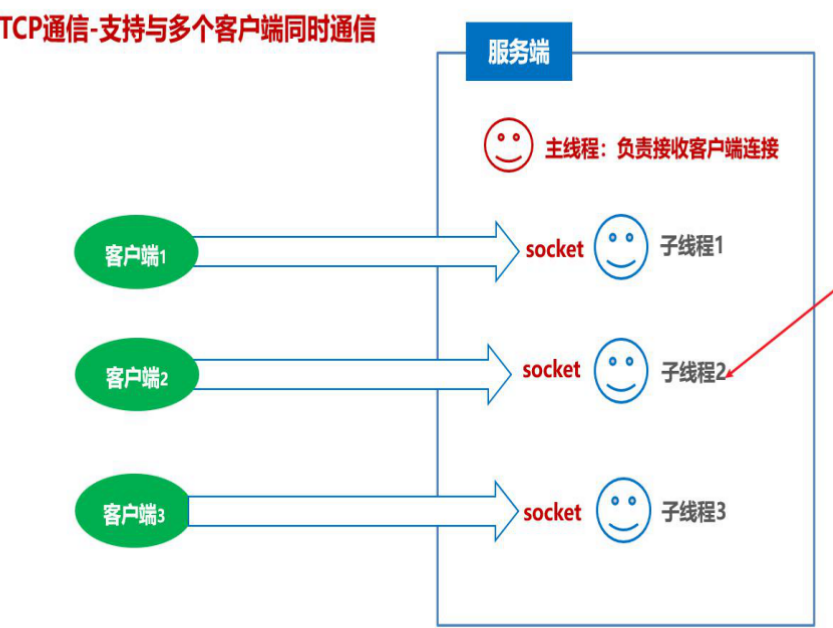 TCP通信-支持与多个客户端同时通信
服务端
主线程：负责接收客户端连接
客户端1
socket
子线程1
客户端2
socket
子线程2
客户端3
socket
子线程3